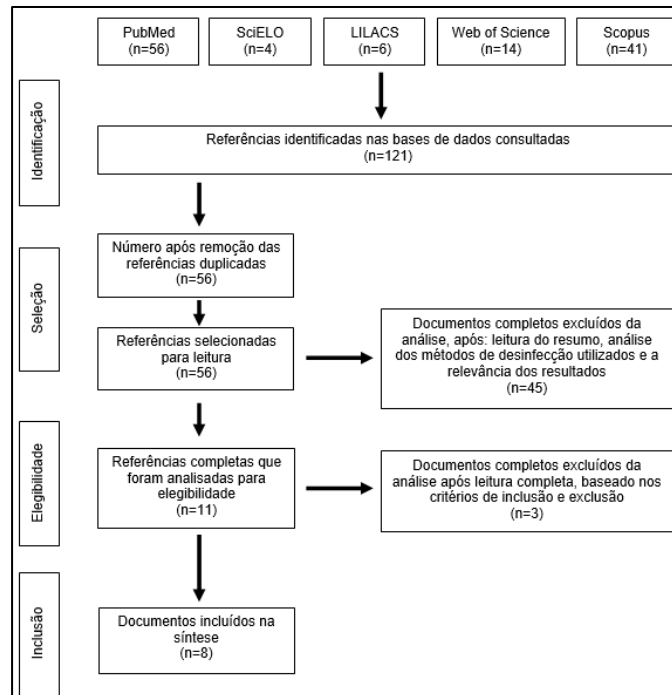 PubMed
(n=56)
SciELO
(n=4)
LILACS
(n=6)
Web of Science
(n=14)
Scopus
(n=41)
Identificação
Referências identificadas nas bases de dados consultada
(n=121)
Seleção
Número após remoção das
referências duplicadas
(n=56)
Referências selecionadas
para leitura
(n=56)
Documentos completos excluídos da
análise, após: leitura do resumo, análise
dos métodos de desinfecção utilizados e a
relevância dos resultados
(n=45)
Elegibilidade
Referências completas que
foram analisadas para
elegibilidade
(n=11)
Documentos completos excluídos da
análise após leitura completa, baseado nos
critérios de inclusão e exclusão
(n=3)
Inclusão
Documentos incluídos na
síntese
(n=8)